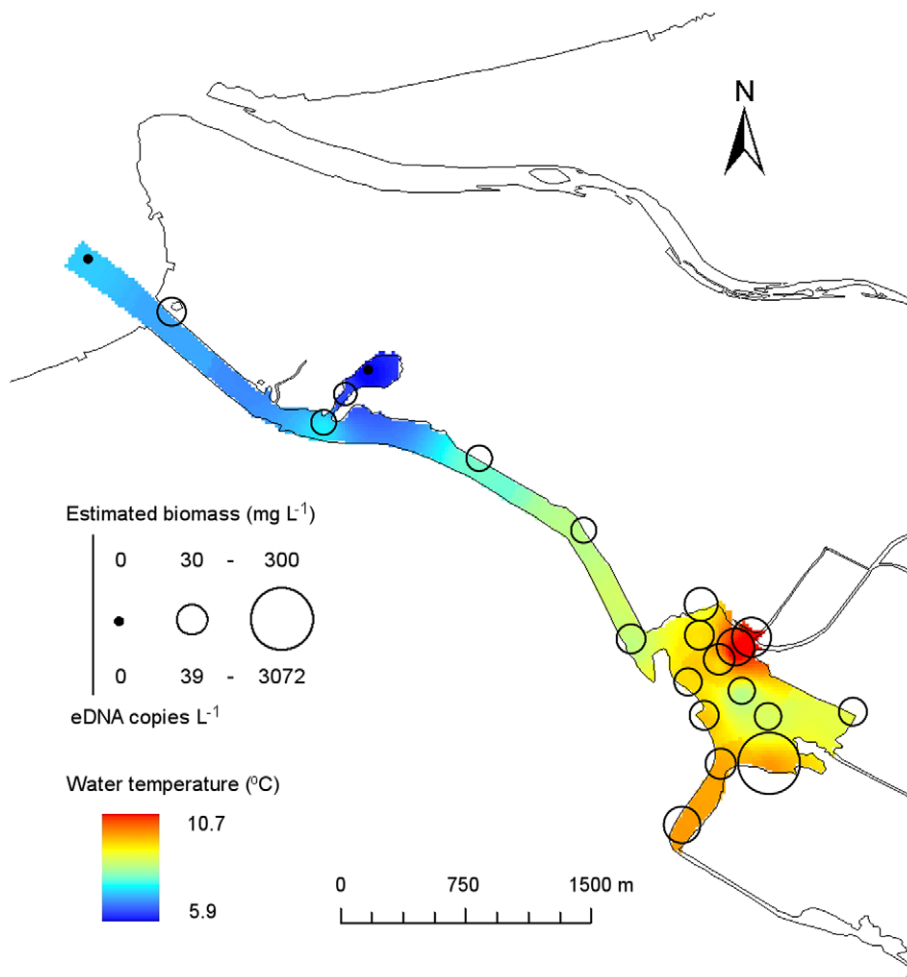 N
Estimated biomass (mg L-1)
0 30 - 300
0 39 - 3072
eDNA copies L-1
Water temperature (ºC)
10.7
5.9
0 750 1500 m